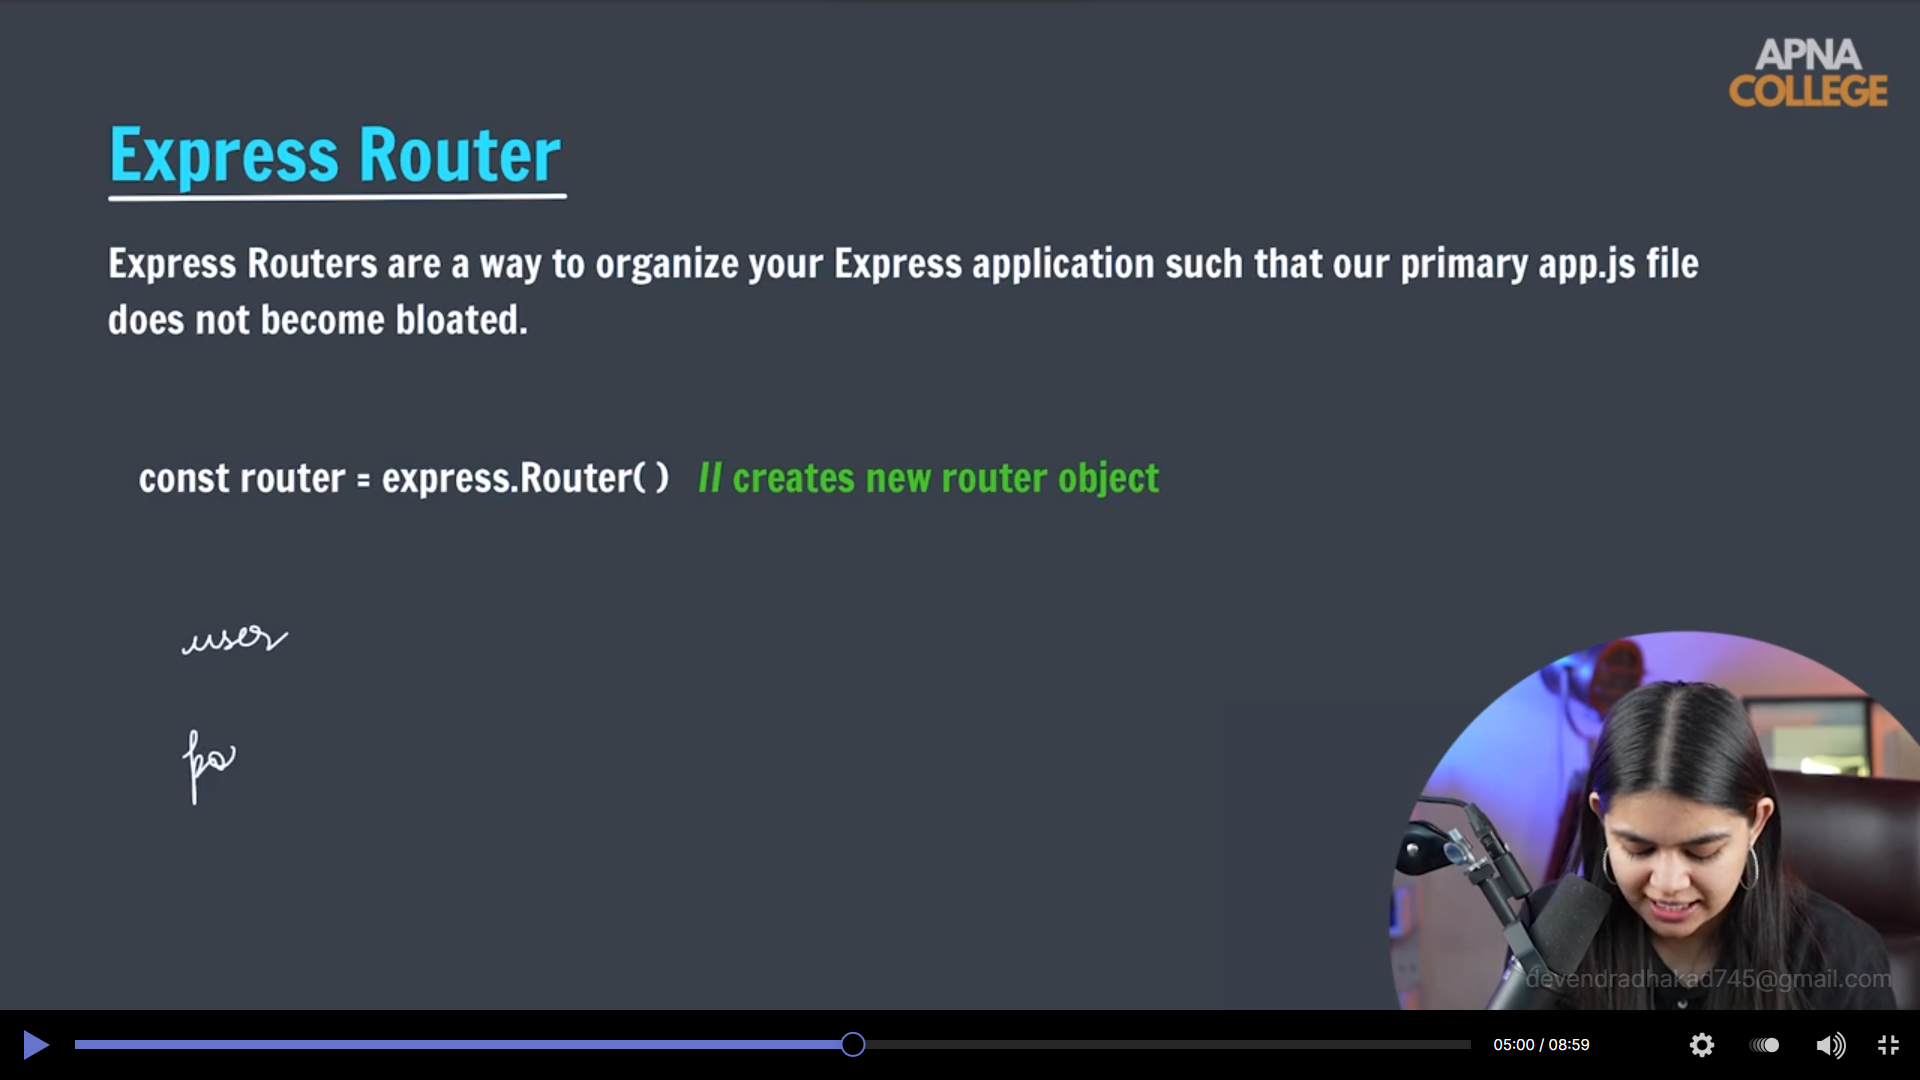 APNA
COLLEGE
Express Router
Express Routers are a way to organize your Express application such that our primary app.js file
does not become bloated.
const router = express.Router( ) // creates new router object
user
po
devendradhakad745@gmail.com
05:00 / 08:59